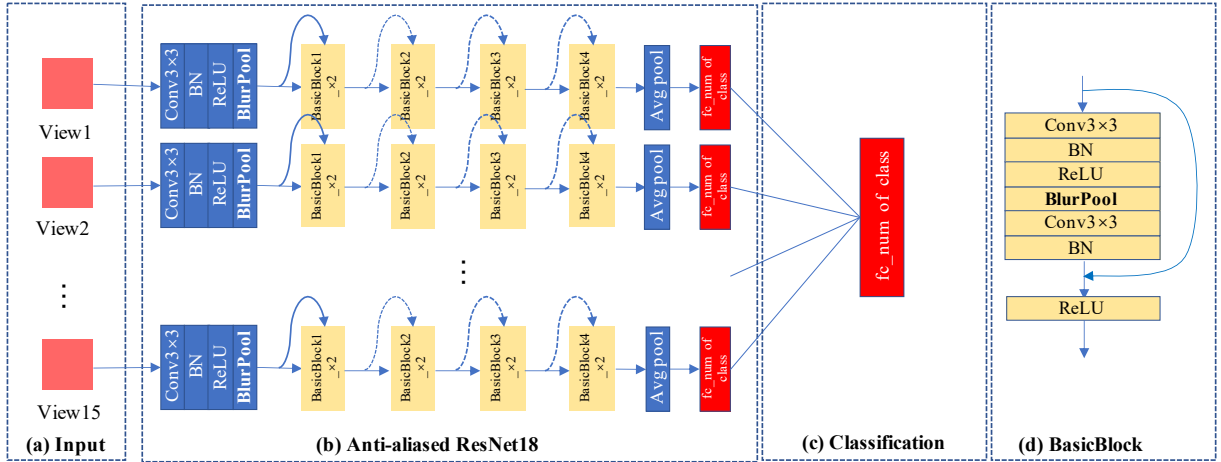 View1
Conv3×3
BN
ReLU
BlurPool
BasicBlock1
_×2
BasicBlock2
_×2
BasicBlock3
_×2
BasicBlock4
_×2
Avg pool
fc_num of
class
View2
Conv3×3
BN
ReLU
BlurPool
BasicBlock1
_×2
BasicBlock2
_×2
BasicBlock3
_×2
BasicBlock4
_×2
Avg pool
fc_num of
class
...
...
View15
Conv3×3
BN
ReLU
BlurPool
BasicBlock1
_×2
BasicBlock2
_×2
BasicBlock3
_×2
BasicBlock4
_×2
Avg pool
fc_num of
class
fc_num of class
Conv3×3
BN
ReLU
BlurPool
Conv3×3
BN
ReLU
(a) Input
(b) Anti-aliased ResNet18
(c) Classification
(d) BasicBlock